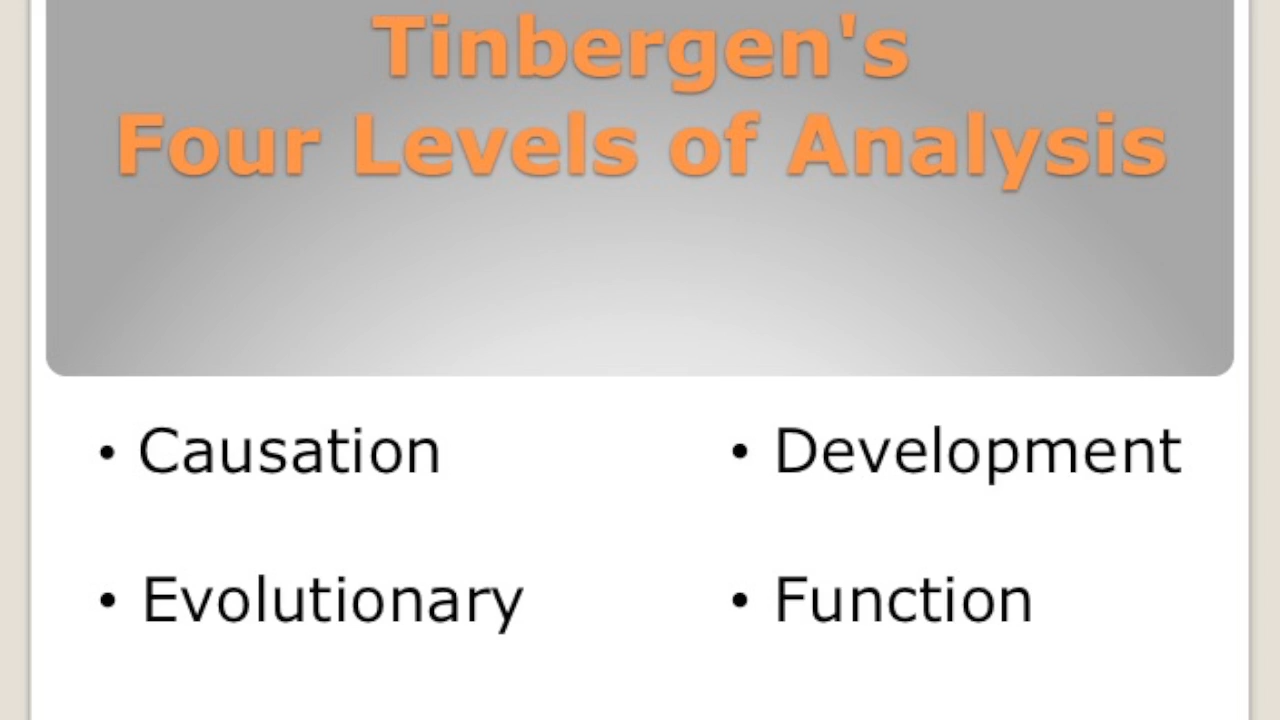 Tinbergen's
Four Levels of Analysis
• Causation
• Development
• Evolutionary
• Function